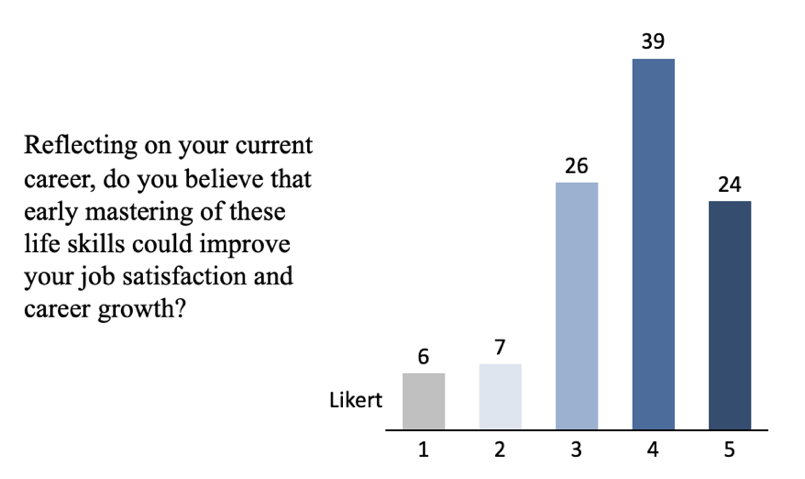 Reflecting on your current
career, do you believe that
early mastering of these
life skills could improve
your job satisfaction and
career growth?
39
26
24
7
6
Likert
1 2 3 4 5